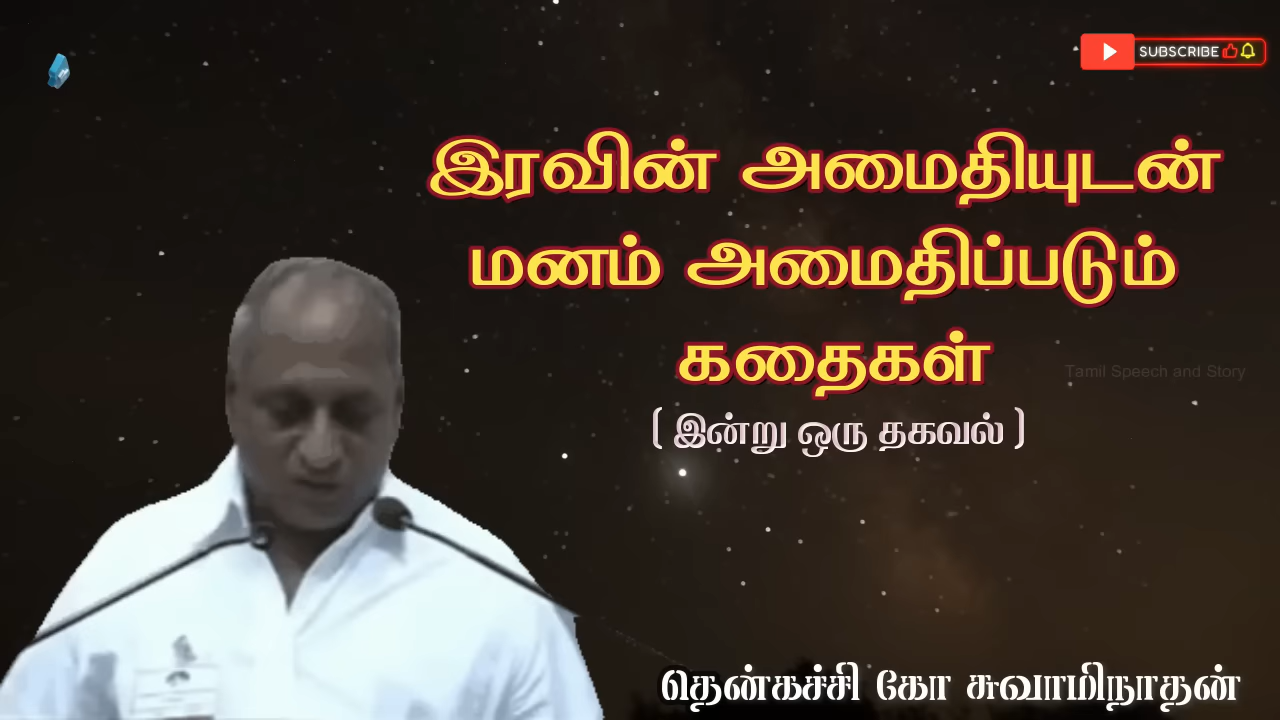 SUBSCRIBE
இரவின் அமைதியுடன்
மனம் அமைதிப்படும்
கதைகள்
Tamil Speech and Story
( இன்று ஒரு தகவல் )
தென்கச்சி கோ சுவாமிநாதன்